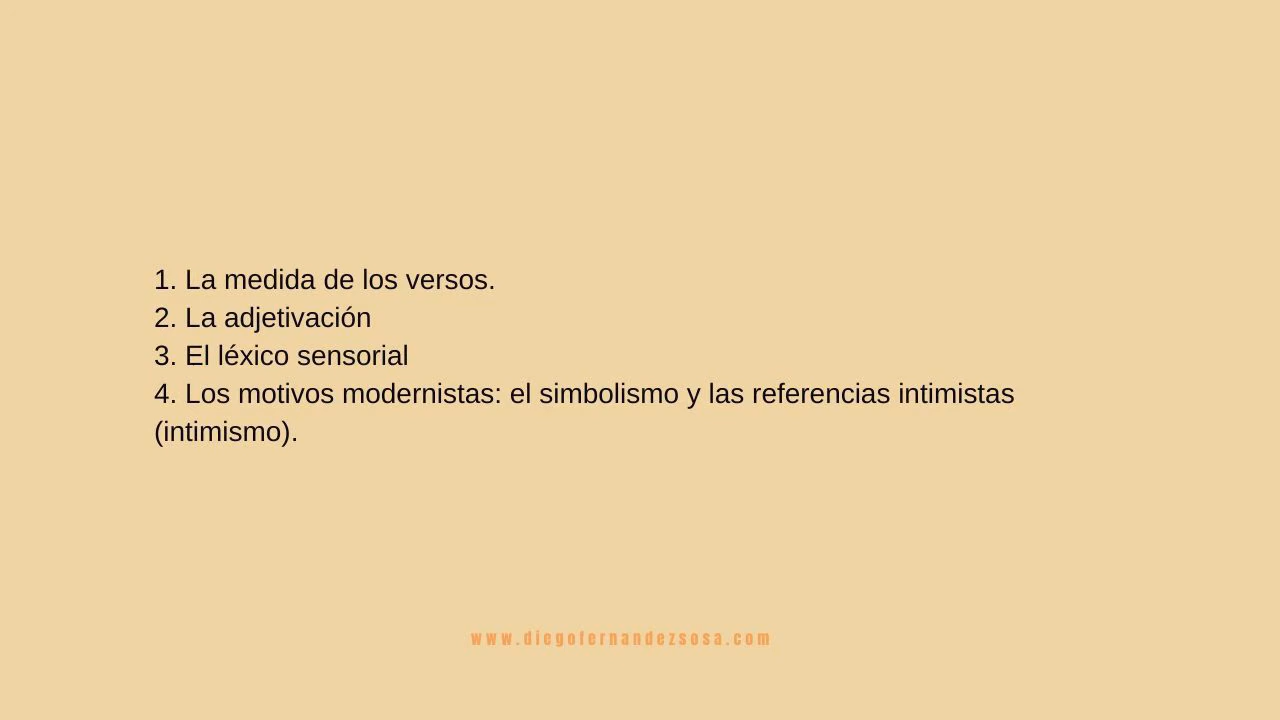 1. La medida de los versos.
2. La adjetivación
3. El léxico sensorial
4. Los motivos modernistas: el simbolismo y las referencias intimistas
(intimismo).
www.diegofernandezsosa.com